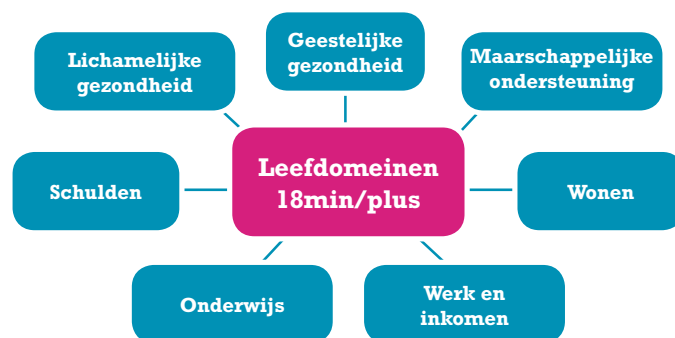 Geestelijke
gezondheid
Lichamelijke
gezondheid
Maarschappelijke
ondersteuning
Leefdomeinen
18min/plus
Schulden
Wonen
Onderwijs
Werk en
inkomen